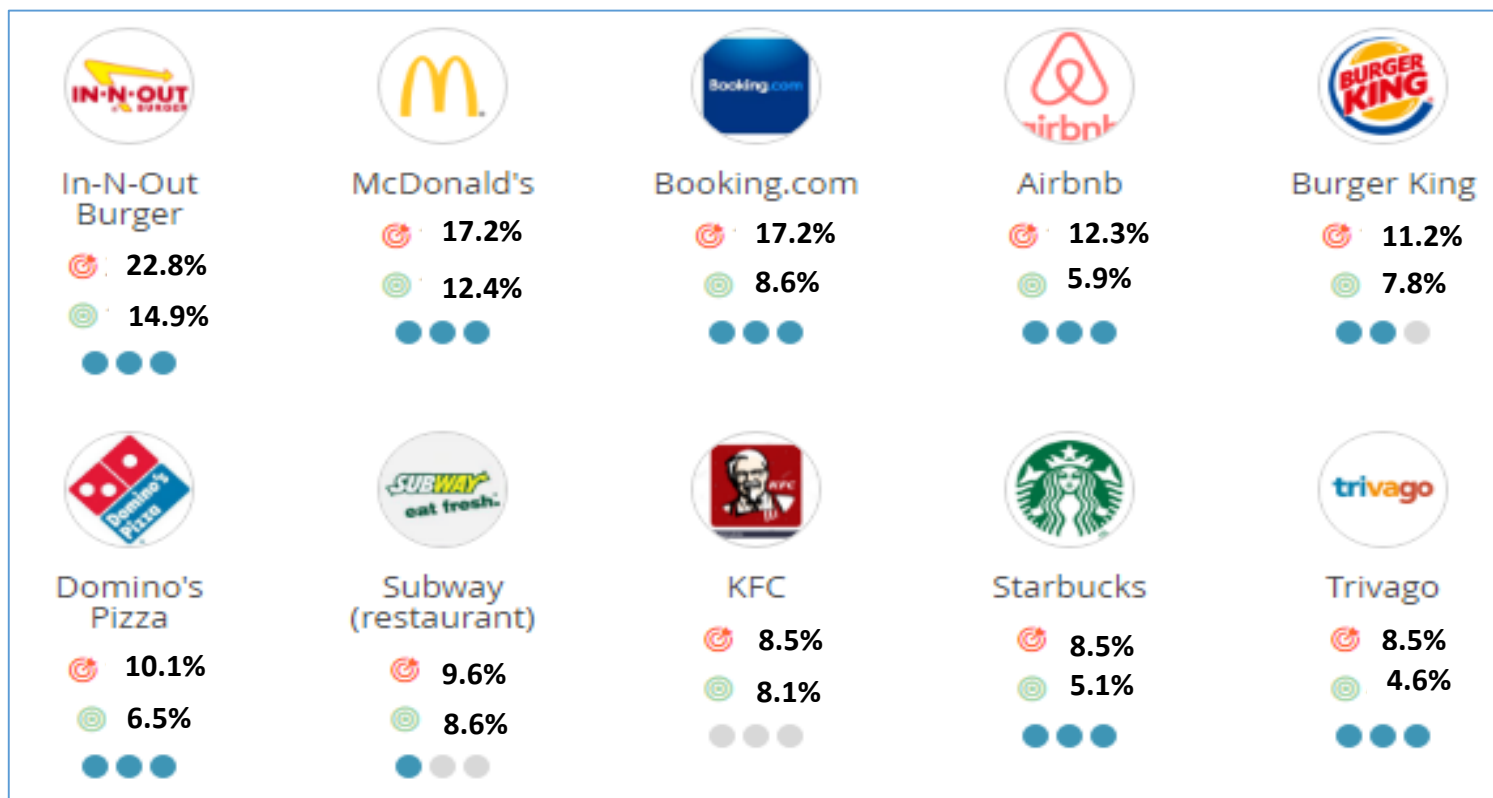 IN-N-OUT
BURGER
Booking.com
airbnb
BURGER
KING
In-N-Out
Burger
McDonald's
Booking.com
Airbnb
Burger King
22.8%
14.9%
17.2%
12.4%
17.2%
8.6%
12.3%
5.9%
11.2%
7.8%
Domino's
Pizza
SUBWAY
eat fresh.
KFC
trivago
Domino's
Pizza
Subway
(restaurant)
KFC
Starbucks
Trivago
10.1%
6.5%
9.6%
8.6%
8.5%
8.1%
8.5%
5.1%
8.5%
4.6%